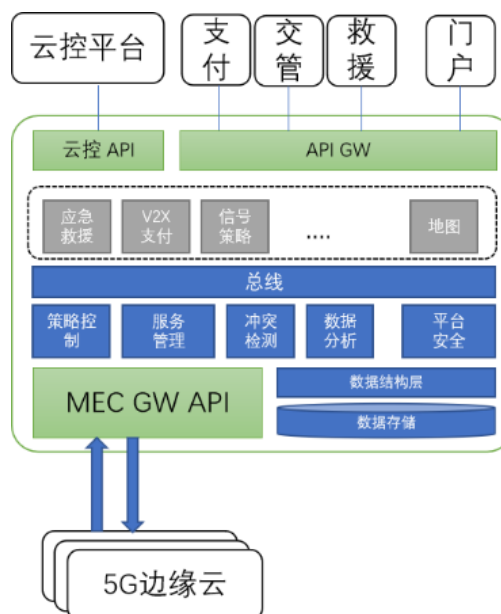 云控平台
支
付
交
管
救
援
门
户
云控 API
API GW
应急
救援
V2X
支付
信号
策略
....
地图
总线
策略控
制
服务
管理
冲突
检测
数据
分析
平台
安全
MEC GW API
数据结构层
数据存储
5G边缘云